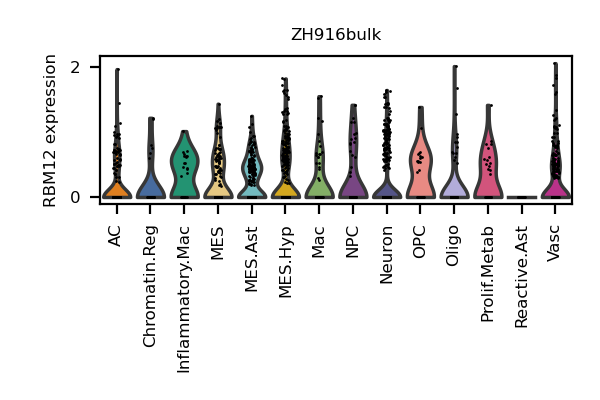 ZH916bulk
RBM12 expression
2
0
AC
Chromatin.Reg
Inflammatory.Mac
MES
MES.Ast
MES.Hyp
Mac
NPC
Neuron
OPC
Oligo
Prolif.Metab
Reactive.Ast
Vasc